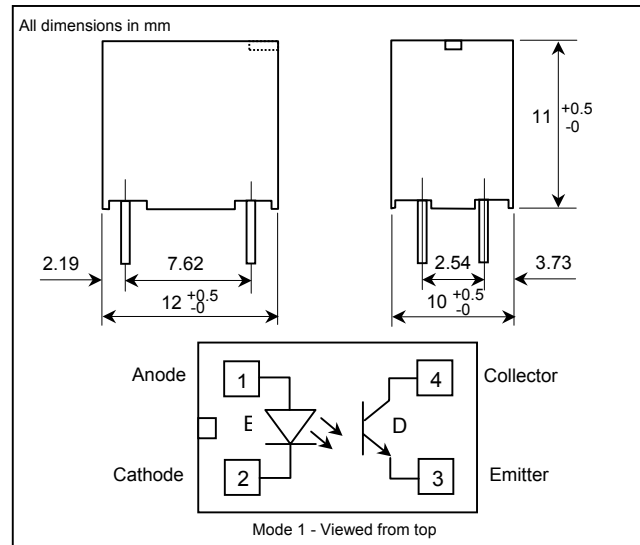 All dimensions in mm
11 +0.5 -0
2.19
7.62
12 +0.5 -0
2.54
3.73
10 +0.5 -0
Anode
1
4
Collector
E
D
Cathode
2
3
Emitter
Mode 1 - Viewed from top